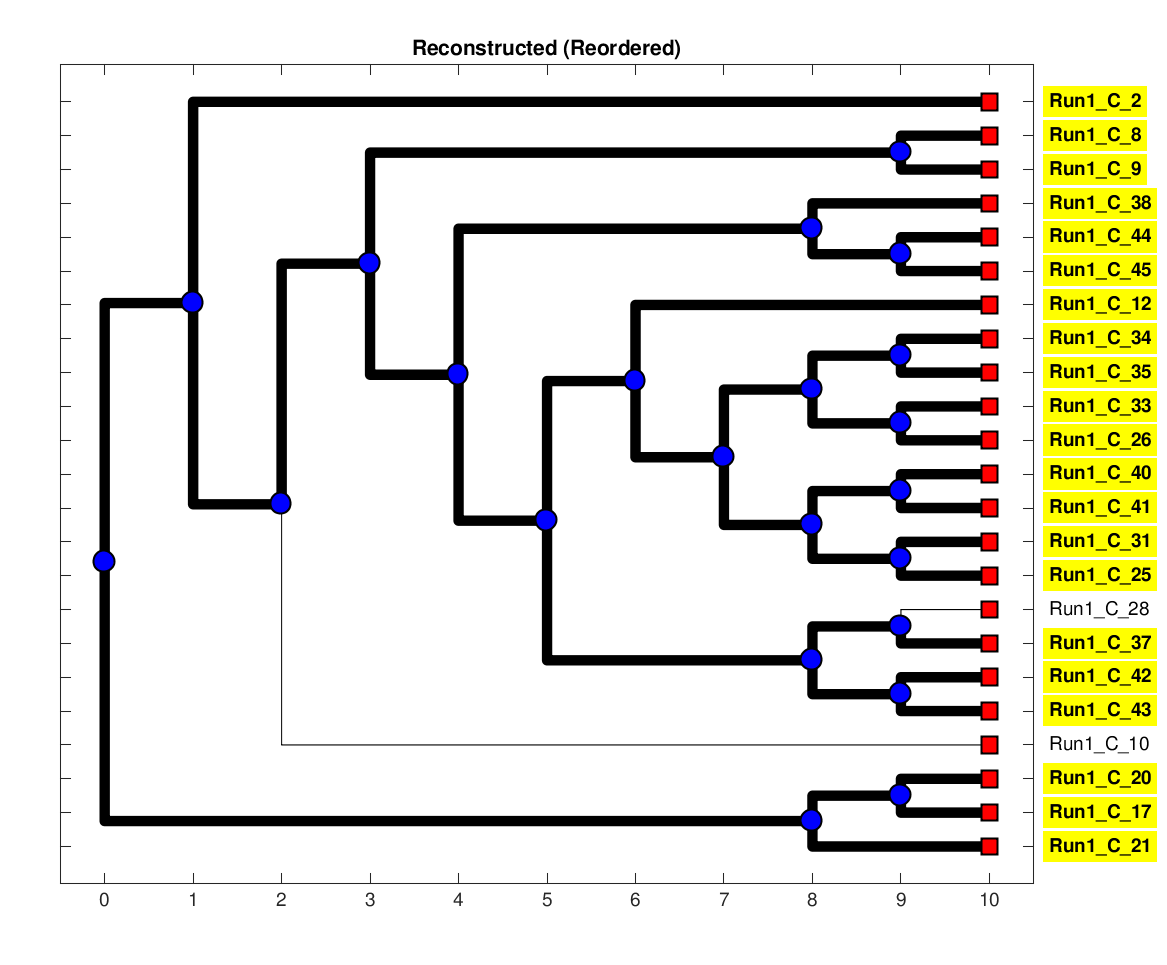 Reconstructed (Reordered)
Run1_C_2
Run1_C_8
Run1_C_9
Run1_C_38
Run1_C_44
Run1_C_45
Run1_C_12
Run1_C_34
Run1_C_35
Run1_C_33
Run1_C_26
Run1_C_40
Run1_C_41
Run1_C_31
Run1_C_25
Run1_C_28
Run1_C_37
Run1_C_42
Run1_C_43
Run1_C_10
Run1_C_20
Run1_C_17
Run1_C_21
0 1 2 3 4 5 6 7 8 9 10